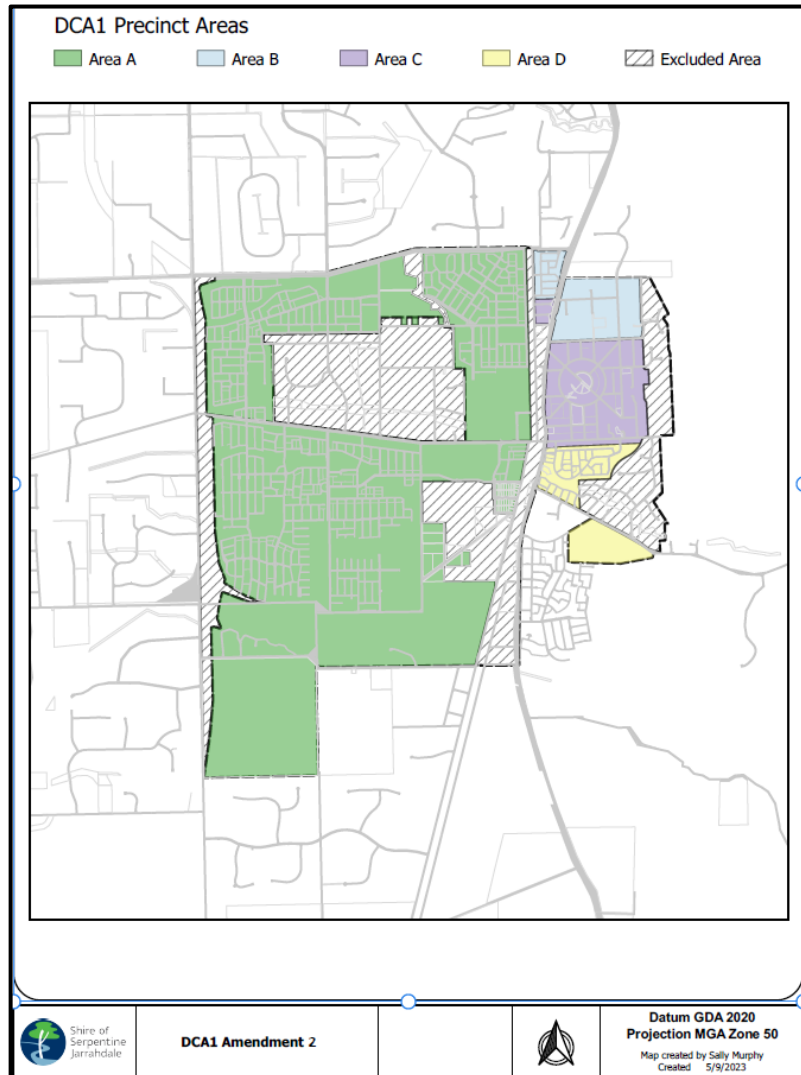 DCA1 Precinct Areas
Area A
Area B
Area C
Area D
Excluded Area
Shire of
Serpentine
Jarrahdale
DCA1 Amendment 2
Datum GDA 2020
Projection MGA Zone 50
Map created by Sally Murphy
Created 5/9/2023